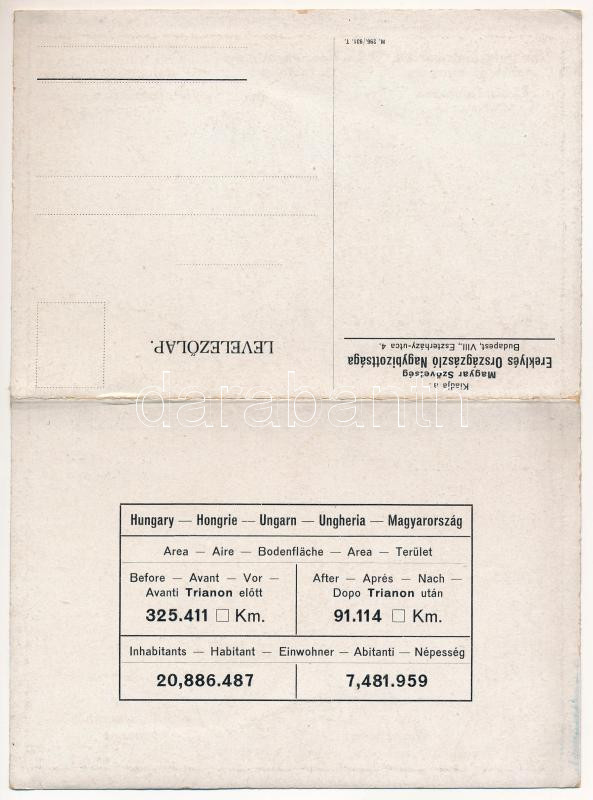 M. 296/931. T.
LEVELEZŐLAP.
Kiadja a
Magyar Szövetség
Ereklyés Országzászló Nagybizottsága
Budapest, VIII., Eszterházy-utca 4.
darabanth
Hungary — Hongrie — Ungarn — Ungheria — Magyarország
Area — Aire — Bodenfläche — Area — Terület
Before — Avant — Vor —
Avanti Trianon előtt
325.411 □ Km.
After — Après — Nach —
Dopo Trianon után
91.114 □ Km.
Inhabitants — Habitant — Einwohner — Abitanti — Népesség
20,886.487
7,481.959